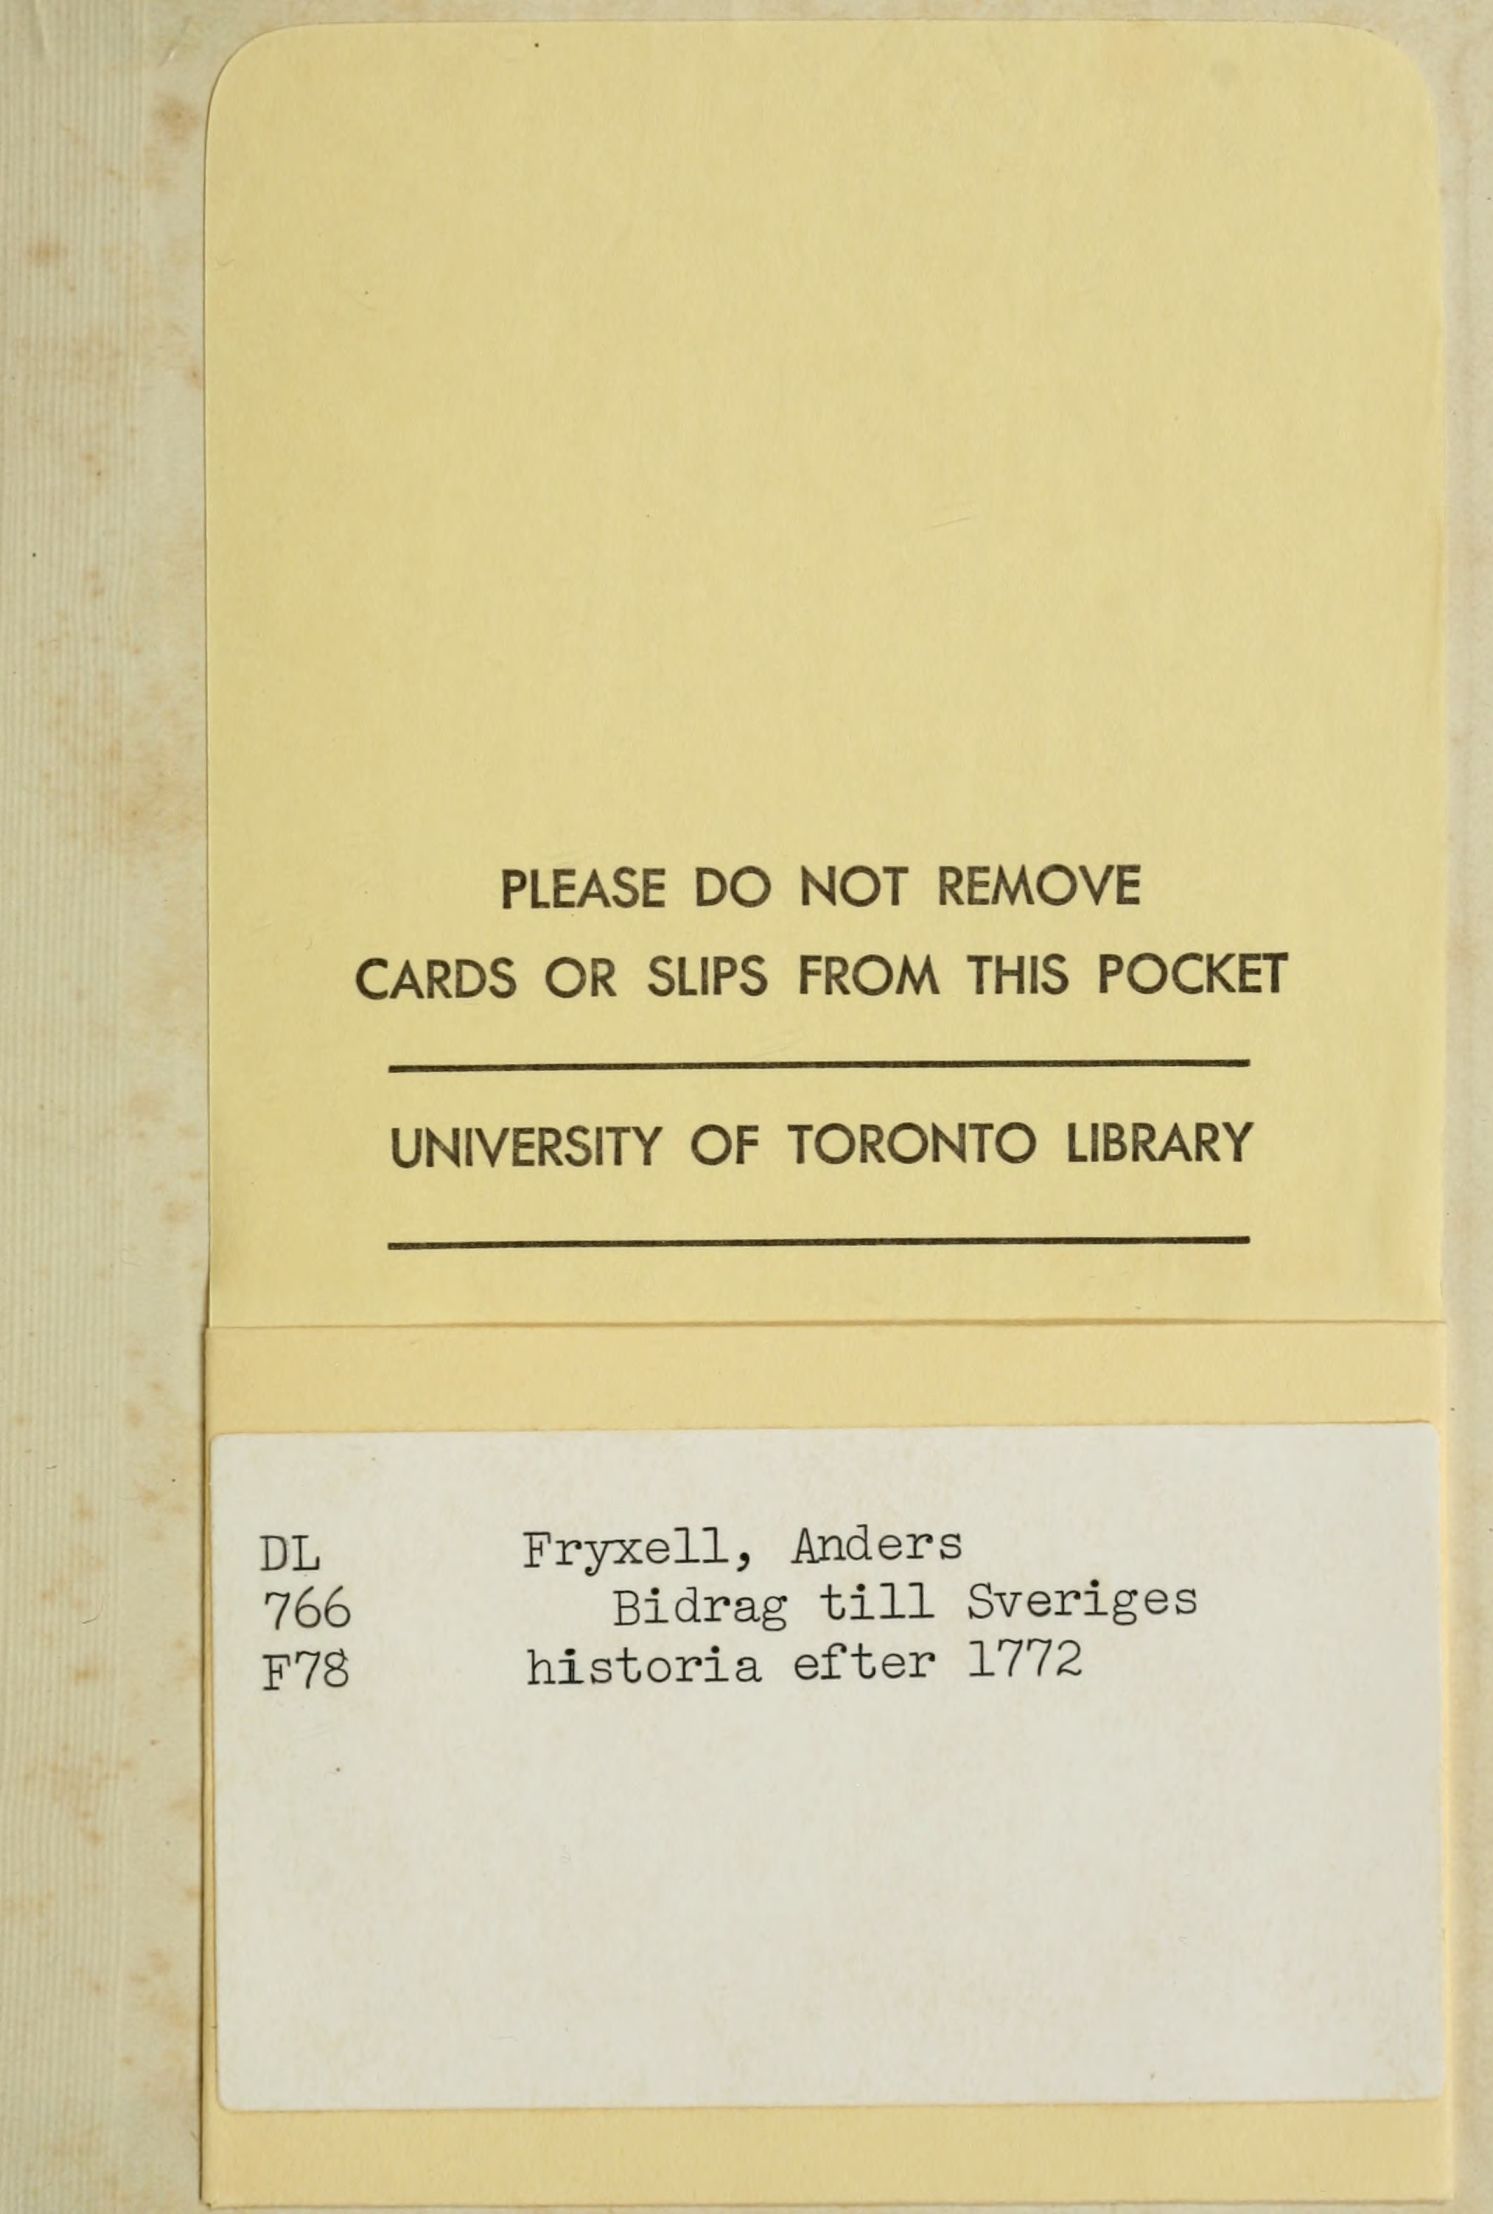 PLEASE DO NOT REMOVE
CARDS OR SLIPS FROM THIS POCKET
UNIVERSITY OF TORONTO LIBRARY
DL Fryxell, Anders
766 Bidrag till Sveriges
F78 historia efter 1772